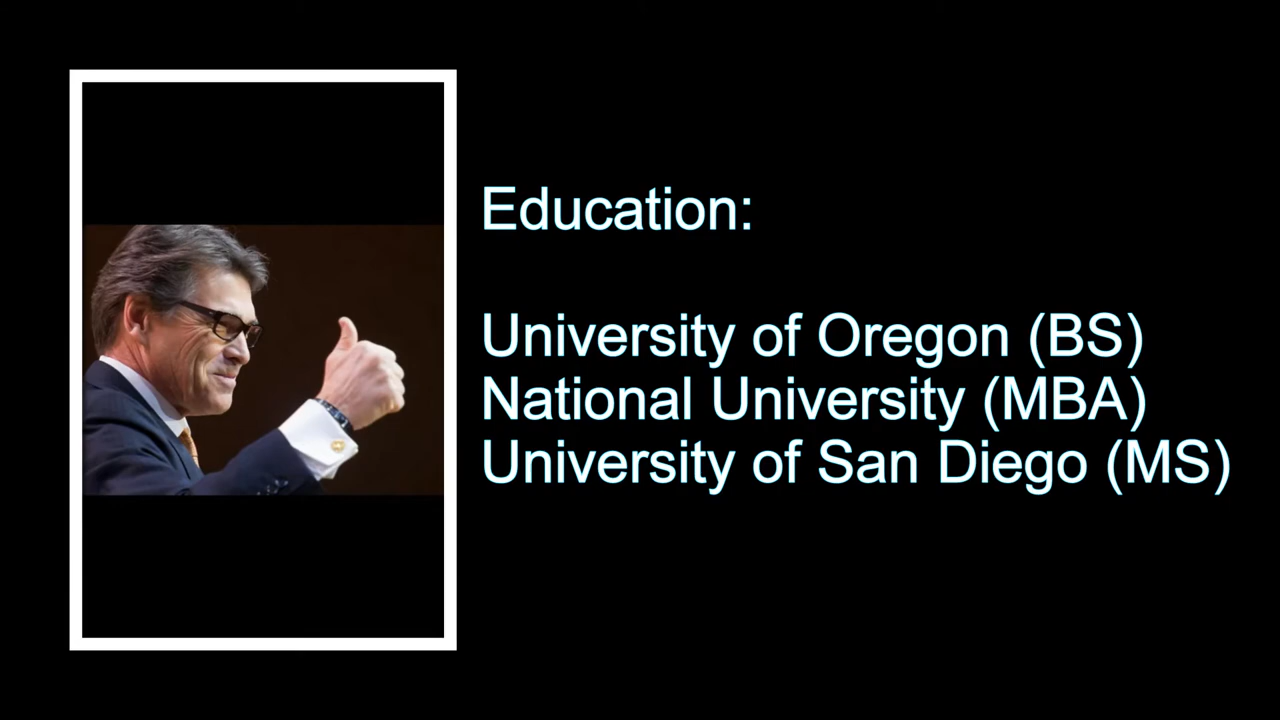 Education:
University of Oregon (BS)
National University (MBA)
University of San Diego (MS)